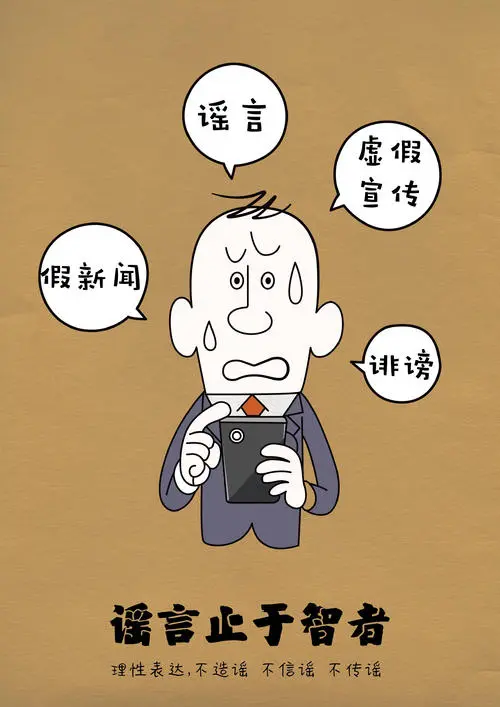 谣言
虚假
宣传
假新闻
诽谤
谣言止于智者
理性表达,不造谣 不信谣 不传谣